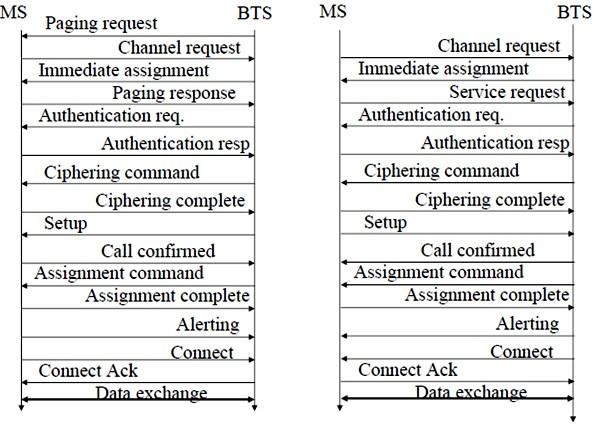 MS
BTS
Paging request
Channel request
Immediate assignment
Paging response
Authentication req.
Authentication resp
Ciphering command
Ciphering complete
Setup
Call confirmed
Assignment command
Assignment complete
Alerting
Connect
Connect Ack
Data exchange
MS
BTS
Channel request
Immediate assignment
Service request
Authentication req.
Authentication resp
Ciphering command
Ciphering complete
Setup
Call confirmed
Assignment command
Assignment complete
Alerting
Connect
Connect Ack
Data exchange